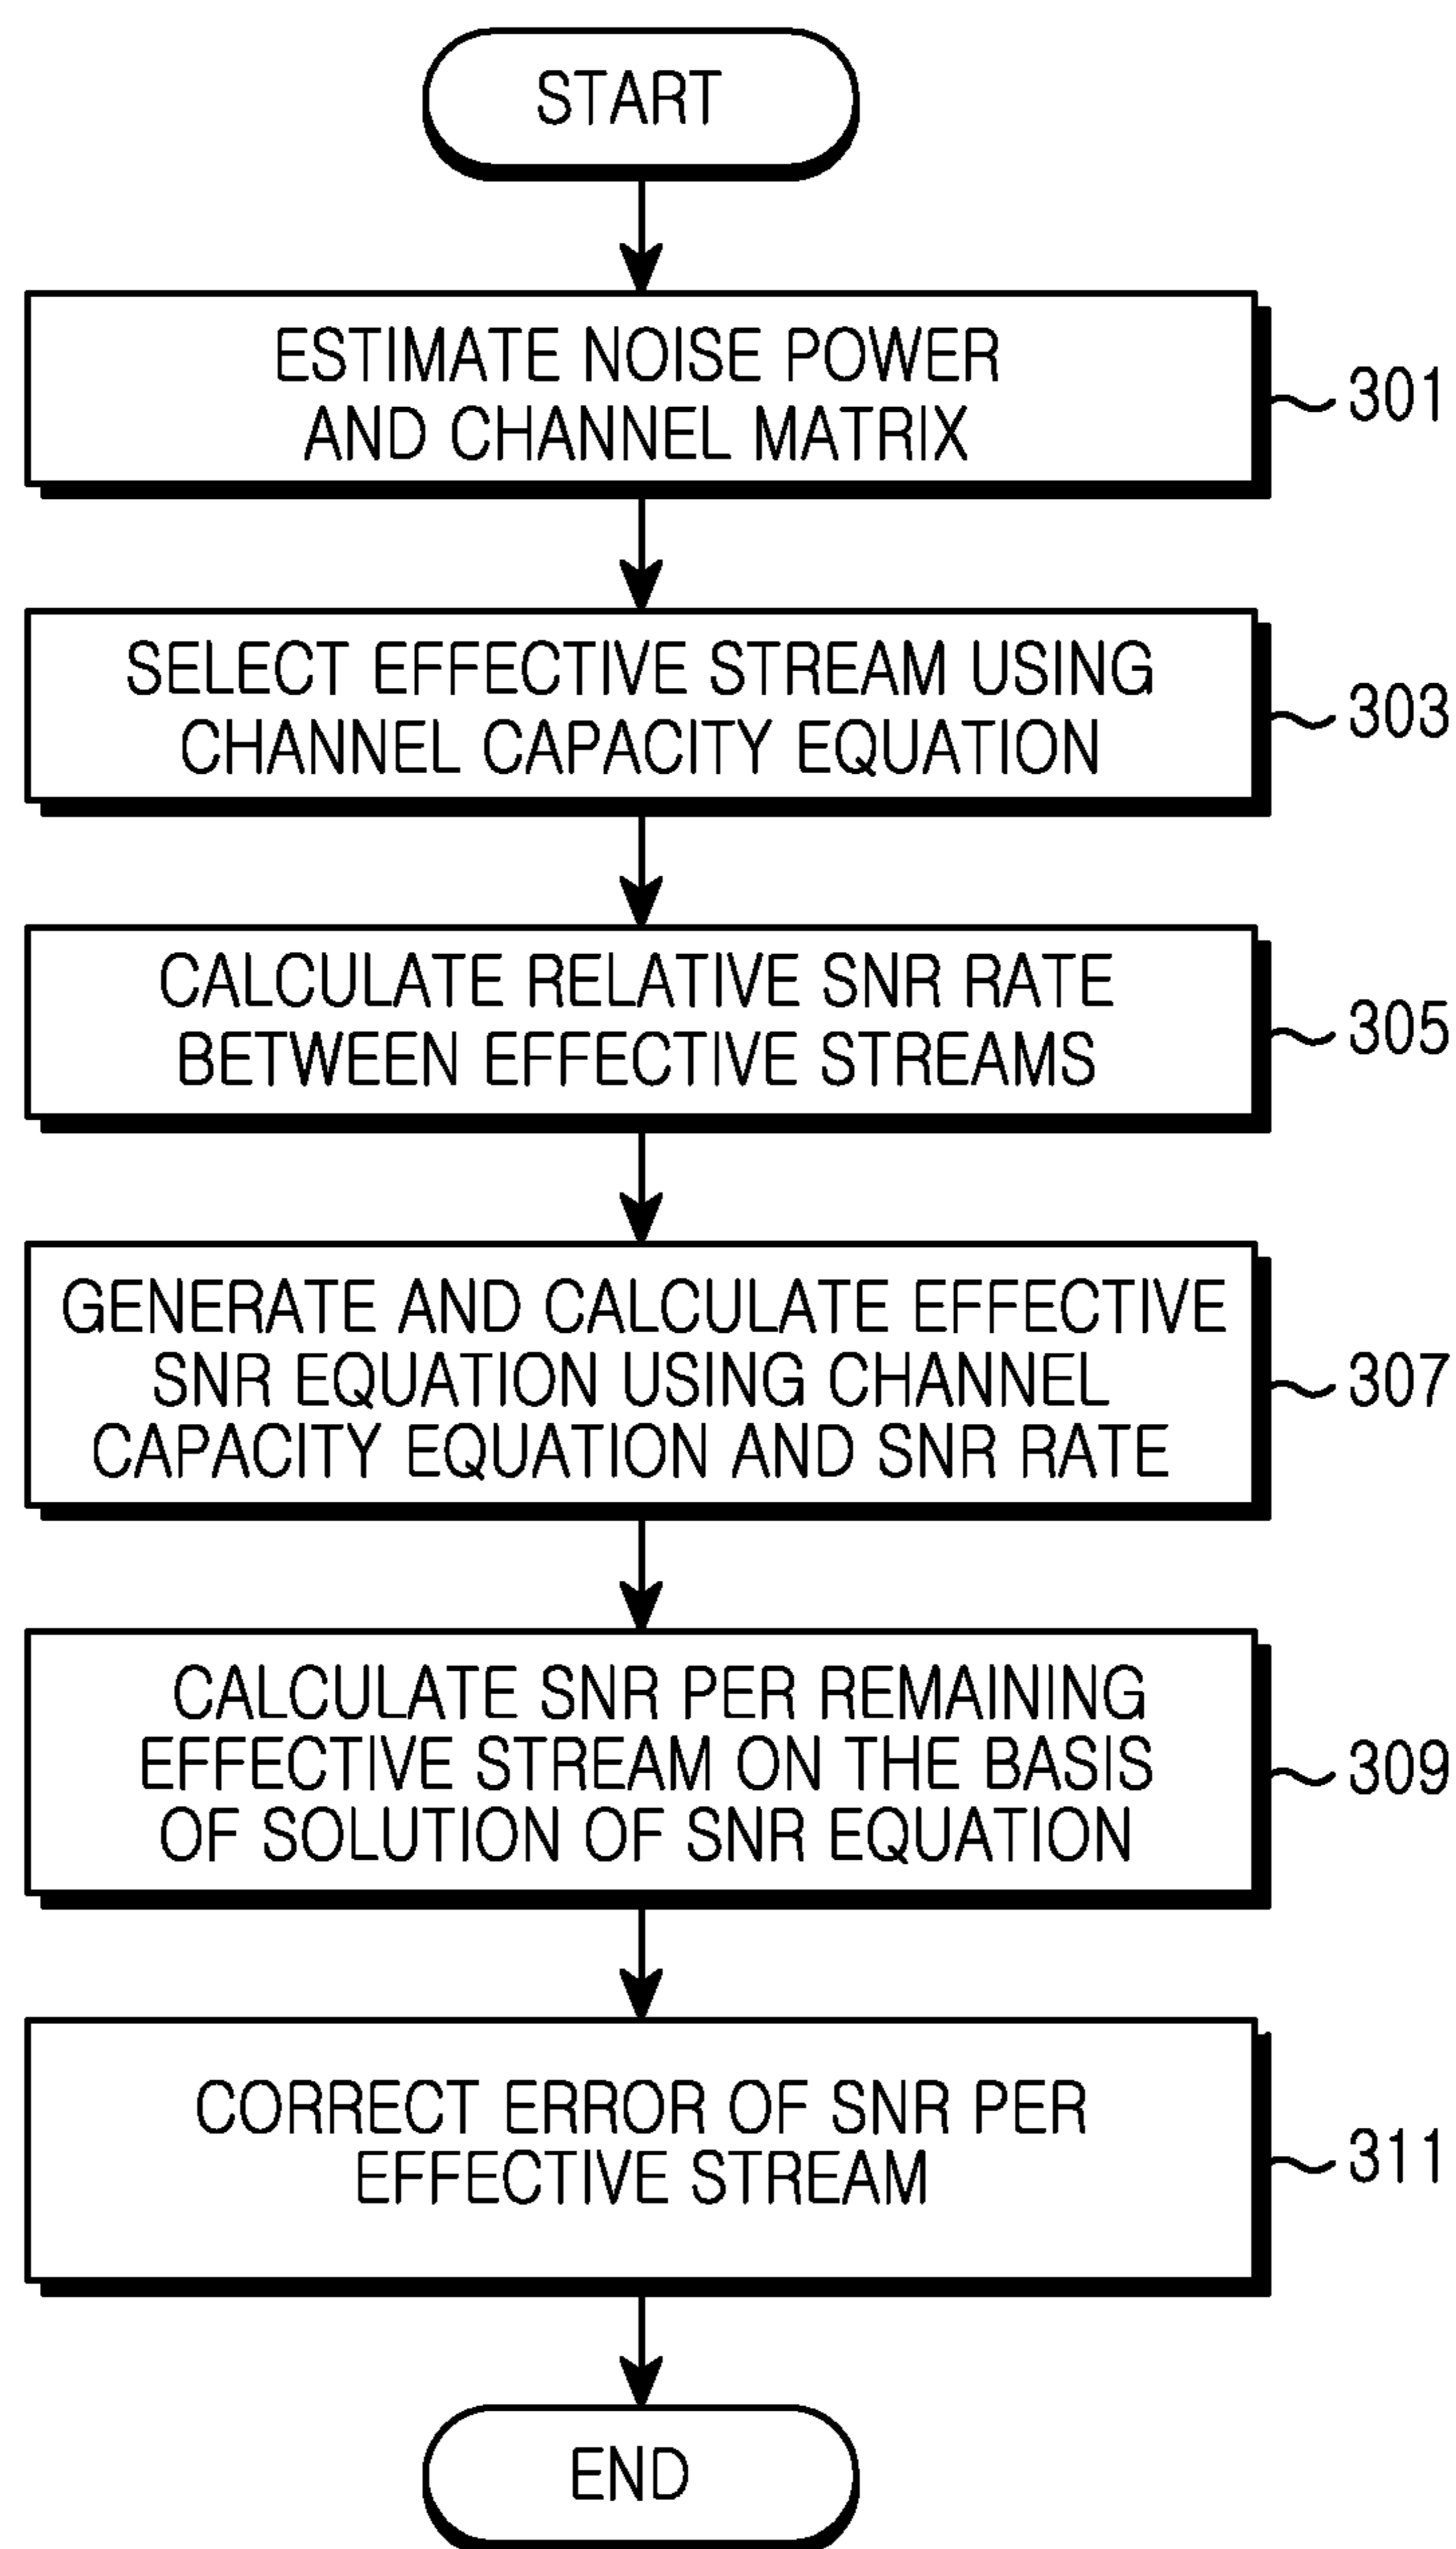 START
ESTIMATE NOISE POWER
AND CHANNEL MATRIX
301
SELECT EFFECTIVE STREAM USING
CHANNEL CAPACITY EQUATION
303
CALCULATE RELATIVE SNR RATE
BETWEEN EFFECTIVE STREAMS
305
GENERATE AND CALCULATE EFFECTIVE
SNR EQUATION USING CHANNEL
CAPACITY EQUATION AND SNR RATE
307
CALCULATE SNR PER REMAINING
EFFECTIVE STREAM ON THE BASIS
OF SOLUTION OF SNR EQUATION
309
CORRECT ERROR OF SNR PER
EFFECTIVE STREAM
311
END